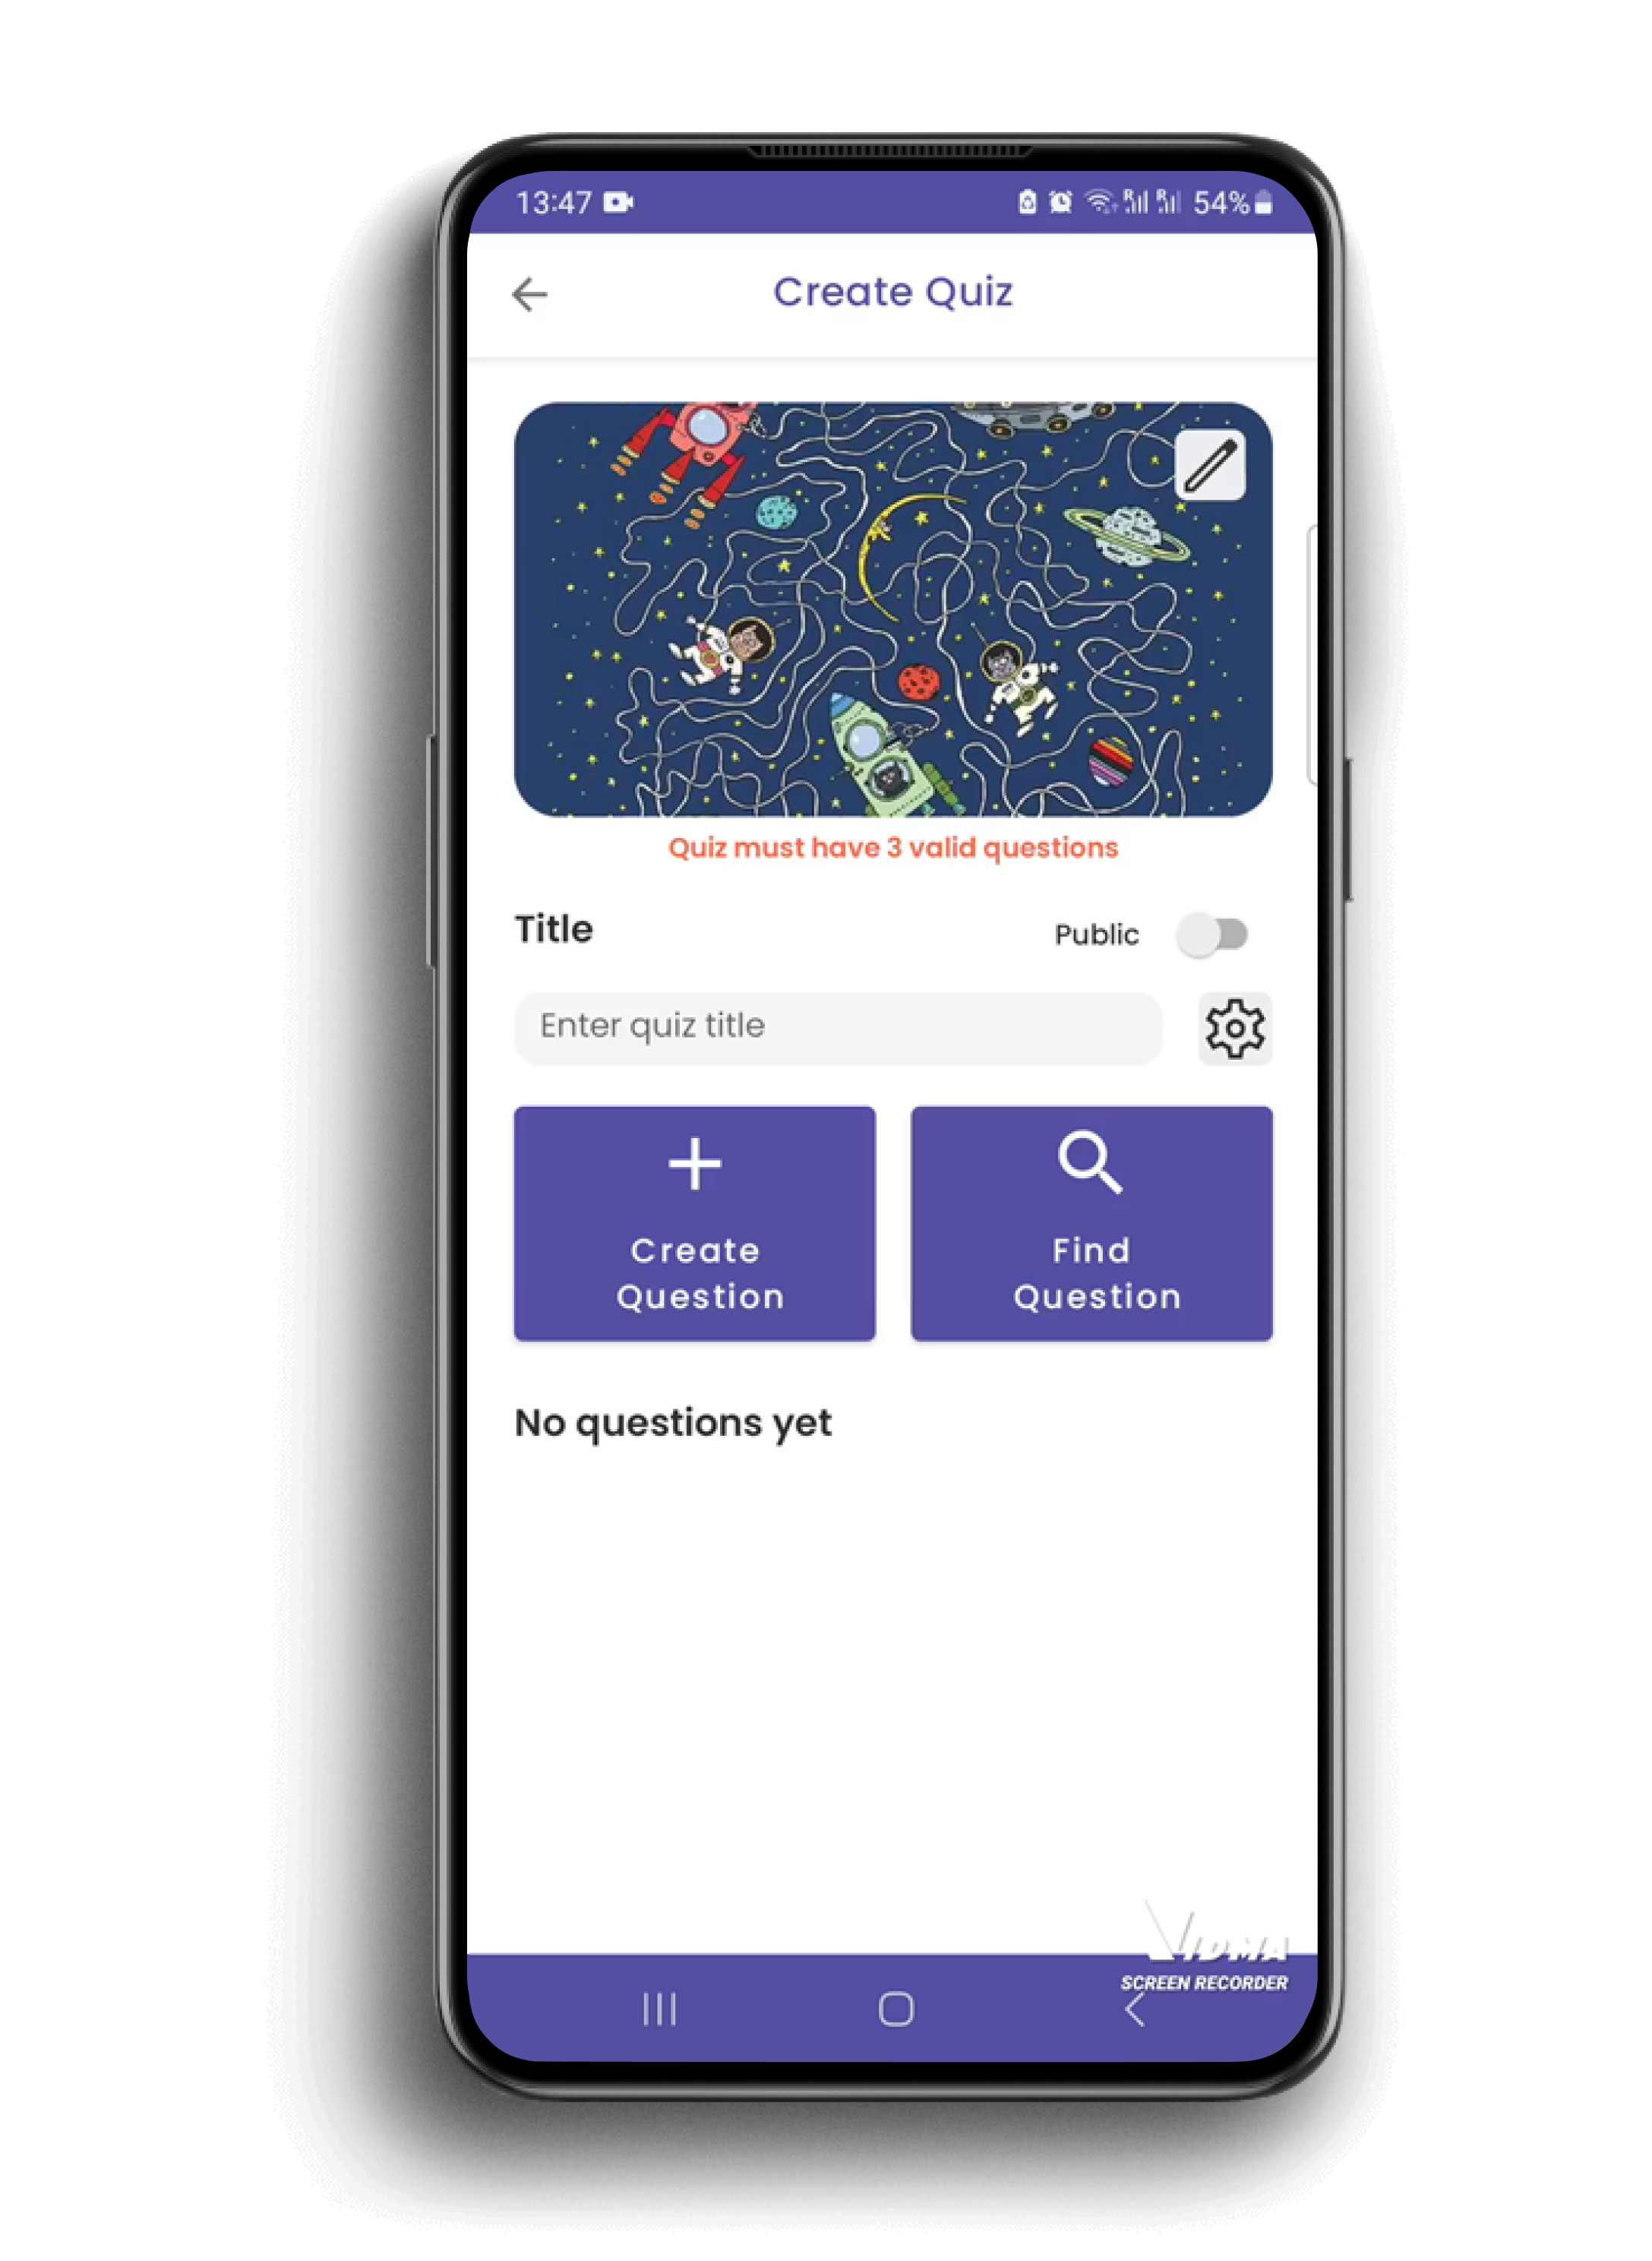 13:47 54%
Create Quiz
Quiz must have 3 valid questions
Title Public
Enter quiz title
Create
Question
Find
Question
No questions yet
VIDMA
SCREEN RECORDER